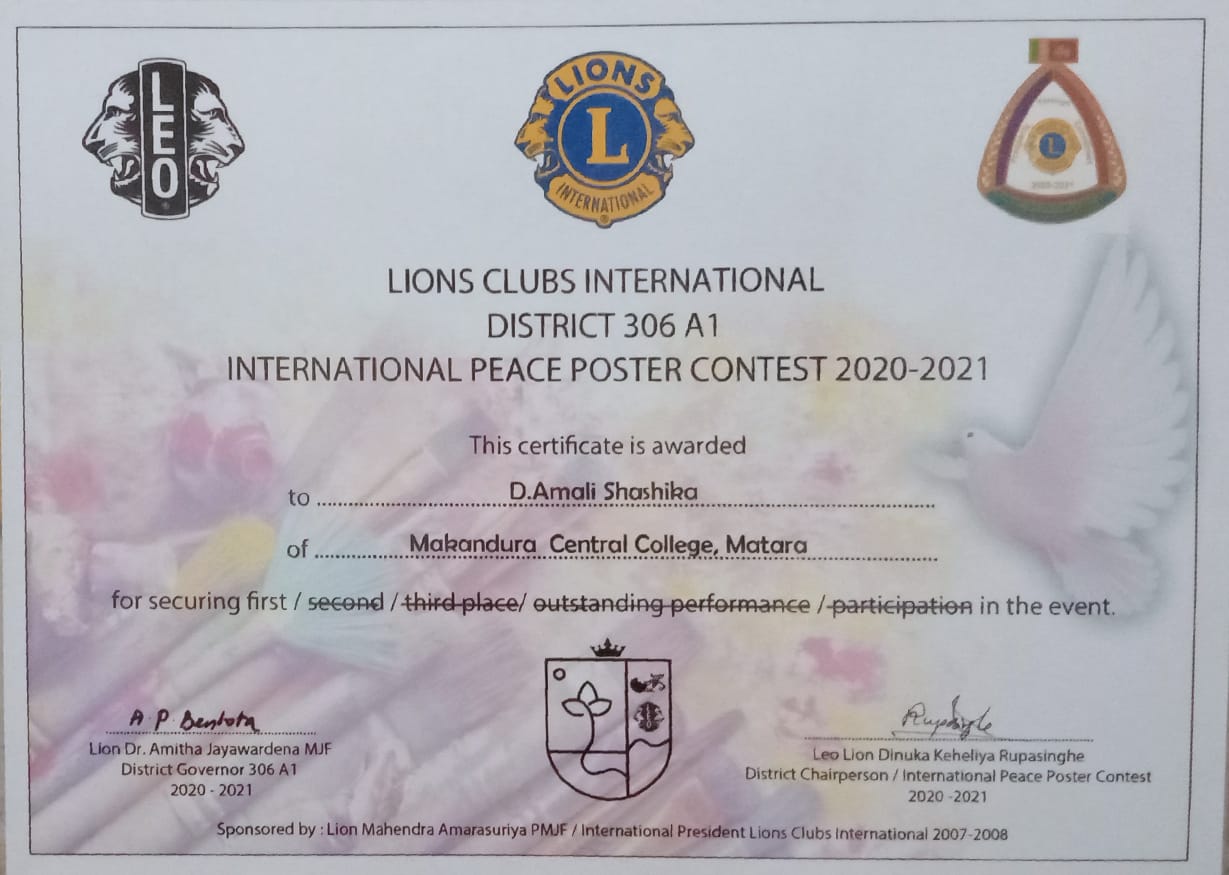 LEO
LIONS
L
INTERNATIONAL
L
2020-2021
LIONS CLUBS INTERNATIONAL
DISTRICT 306 A1
INTERNATIONAL PEACE POSTER CONTEST 2020-2021
This certificate is awarded
to ........ D.Amali Shashika ........
of ........ Makandura Central College, Matara ........
for securing first / second / third place/ outstanding performance / participation in the event.
A P Bentota
Lion Dr. Amitha Jayawardena MJF
District Governor 306 A1
2020 - 2021
Rupasinghe
Leo Lion Dinuka Keheliya Rupasinghe
District Chairperson / International Peace Poster Contest
2020 -2021
Sponsored by : Lion Mahendra Amarasuriya PMJF / International President Lions Clubs International 2007-2008